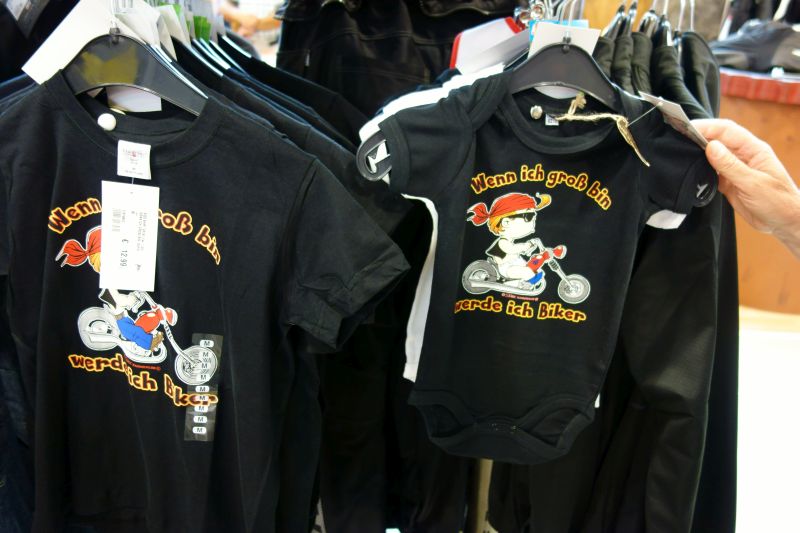 Wenn ich groß bin
werde ich Biker
€ 12.99
M
M
M
M
M
M
M
Wenn ich groß bin
werde ich Biker